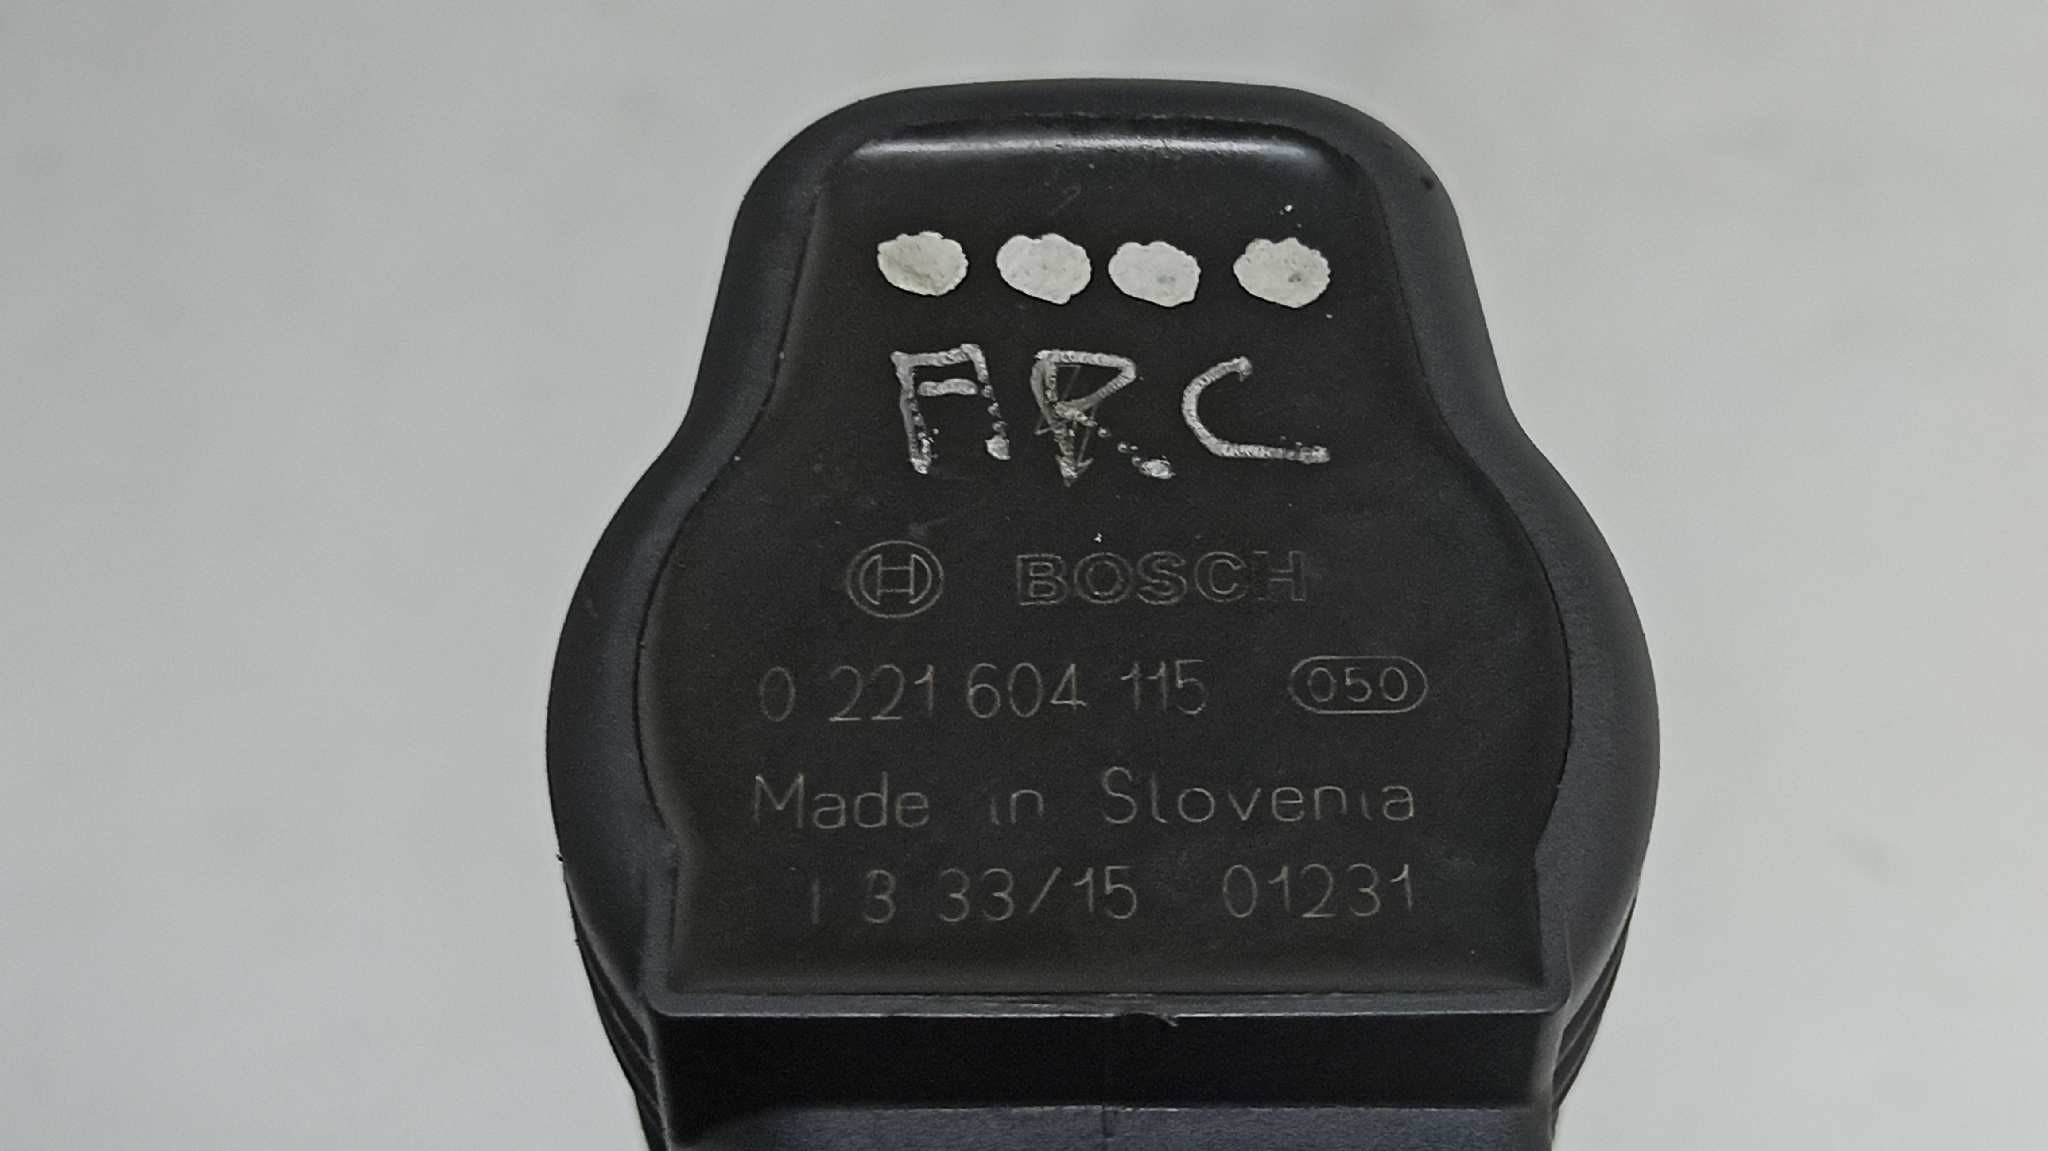 ARC
BOSCH
0 221 604 115 050
Made in Slovenia
1 3 33/15 01231